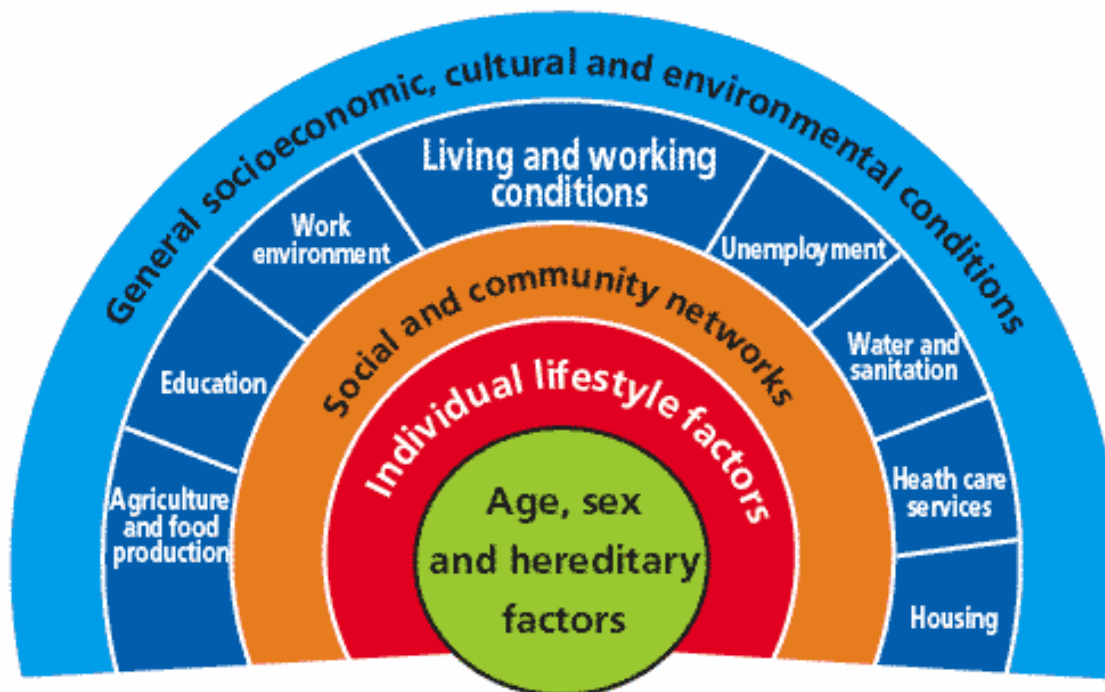 General socioeconomic, cultural and environmental conditions
Living and working
conditions
Work
environment
Unemployment
Education
Water and
sanitation
Agriculture
and food
production
Heath care
services
Housing
Social and community networks
Individual lifestyle factors
Age, sex
and hereditary
factors